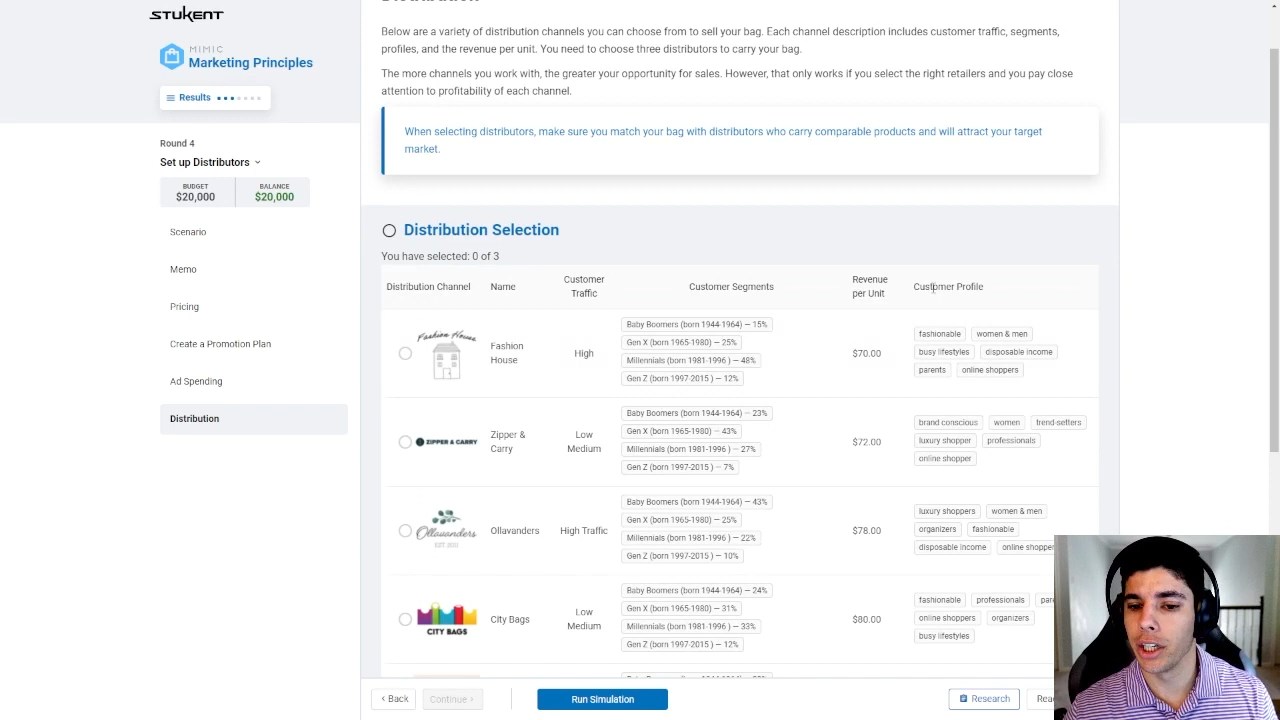 STUKENT
MIMIC
Marketing Principles
Results
Round 4
Set up Distributors
BUDGET
$20,000
BALANCE
$20,000
Scenario
Memo
Pricing
Create a Promotion Plan
Ad Spending
Distribution
Distribution
Below are a variety of distribution channels you can choose from to sell your bag. Each channel description includes customer traffic, segments,
profiles, and the revenue per unit. You need to choose three distributors to carry your bag.
The more channels you work with, the greater your opportunity for sales. However, that only works if you select the right retailers and you pay close
attention to profitability of each channel.
When selecting distributors, make sure you match your bag with distributors who carry comparable products and will attract your target
market.
Distribution Selection
You have selected: 0 of 3
Distribution Channel
Name
Customer
Traffic
Customer Segments
Revenue
per Unit
Customer Profile
Fashion House
Fashion
House
High
Baby Boomers (born 1944-1964) — 15%
Gen X (born 1965-1980) — 25%
Millennials (born 1981-1996 ) — 48%
Gen Z (born 1997-2015 ) — 12%
$70.00
fashionable women & men
busy lifestyles disposable income
parents online shoppers
ZIPPER & CARRY
Zipper &
Carry
Low
Medium
Baby Boomers (born 1944-1964) — 23%
Gen X (born 1965-1980) — 43%
Millennials (born 1981-1996 ) — 27%
Gen Z (born 1997-2015 ) — 7%
$72.00
brand conscious women trend-setters
luxury shopper professionals
online shopper
Ollavanders
EST. 2011
Ollavanders
High Traffic
Baby Boomers (born 1944-1964) — 43%
Gen X (born 1965-1980) — 25%
Millennials (born 1981-1996 ) — 22%
Gen Z (born 1997-2015 ) — 10%
$78.00
luxury shoppers women & men
organizers fashionable
disposable income online shopper
CITY BAGS
City Bags
Low
Medium
Baby Boomers (born 1944-1964) — 24%
Gen X (born 1965-1980) — 31%
Millennials (born 1981-1996 ) — 33%
Gen Z (born 1997-2015 ) — 12%
$80.00
fashionable professionals
online shoppers organizers
busy lifestyles
< Back
Continue >
Run Simulation
Research